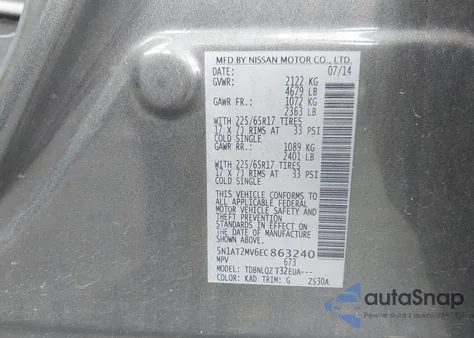 MFD BY NISSAN MOTOR CO., LTD.
DATE: 07/14
GVWR: 2122 KG
4679 LB
GAWR FR.: 1072 KG
2363 LB
WITH 225/65R17 TIRES
17 X 7J RIMS AT 33 PSI
COLD SINGLE
GAWR RR.: 1089 KG
2401 LB
WITH 225/65R17 TIRES
17 X 7J RIMS AT 33 PSI
COLD SINGLE
THIS VEHICLE CONFORMS TO
ALL APPLICABLE FEDERAL
MOTOR VEHICLE SAFETY
STANDARDS IN EFFECT ON
THE DATE OF MANUFACTURE
SHOWN ABOVE.
5N1AT2MV6EC863240
MPV 673
MODEL: TDBNLQZ T32EUA---
COLOR: KAD TRIM: G ZS30A
autoSnap